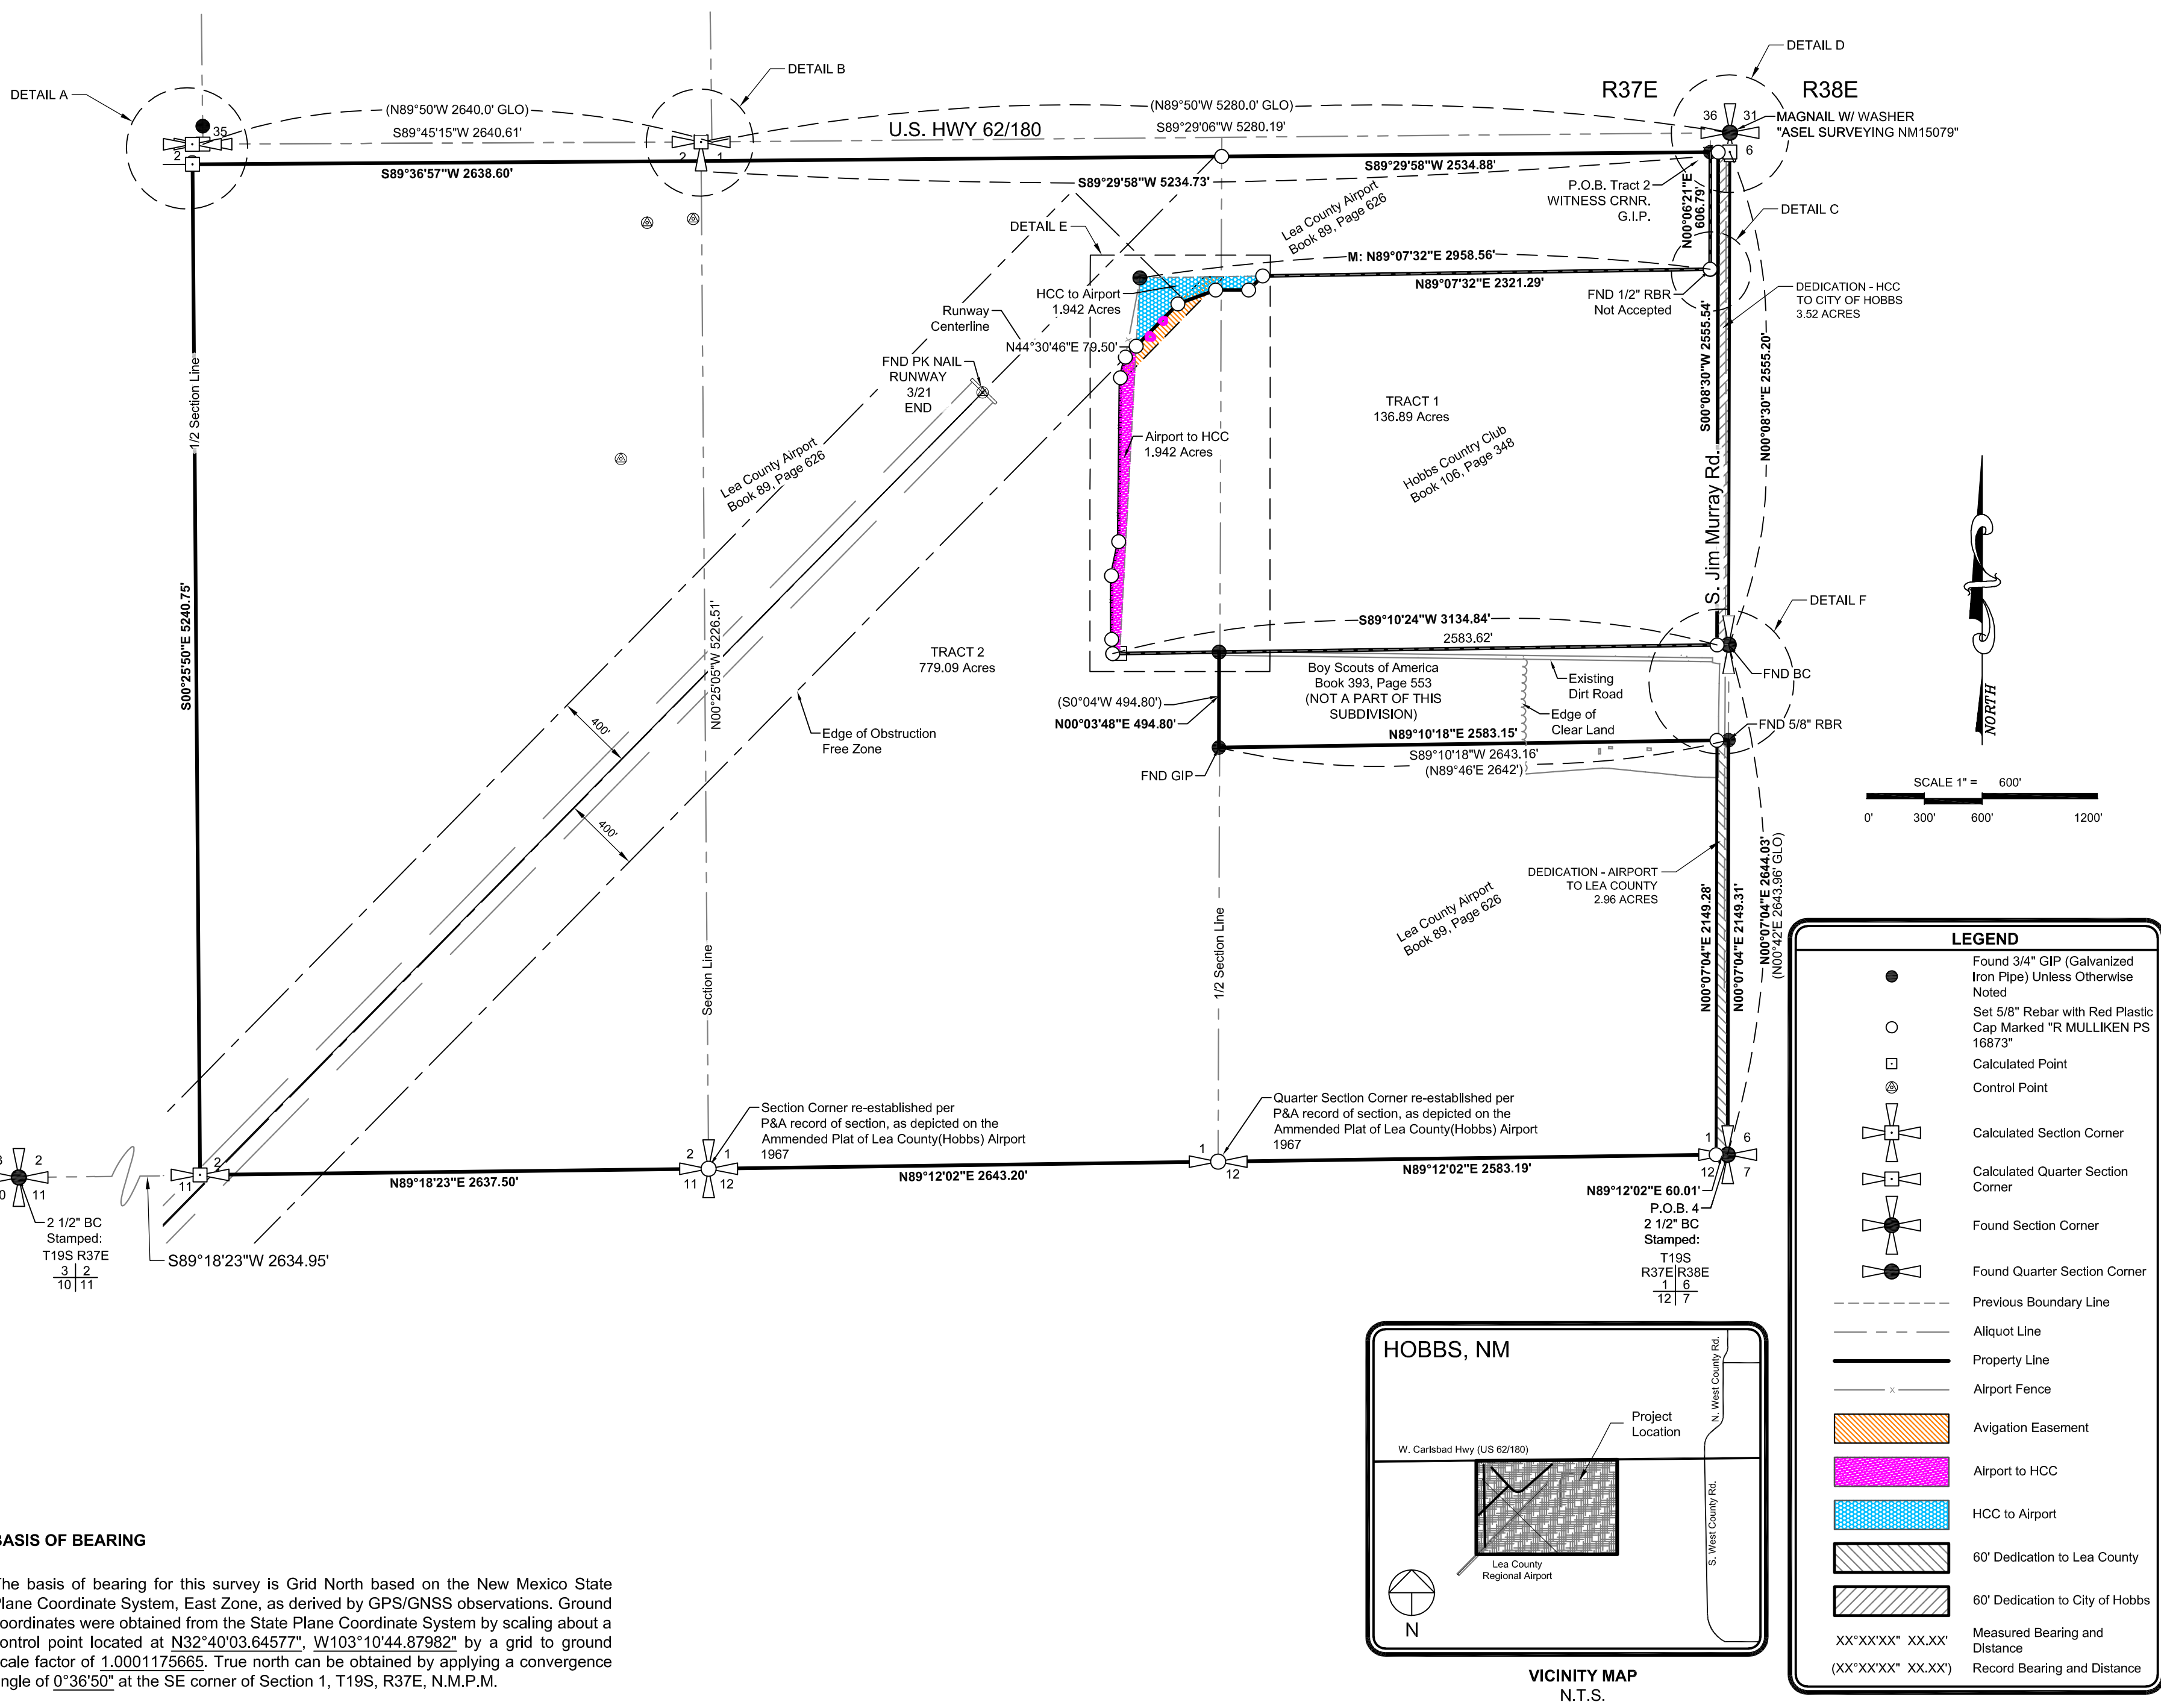 DETAIL A
DETAIL B
DETAIL D
(N89°50'W 2640.0' GLO)
S89°45'15"W 2640.61'
35
2
2
1
S89°36'57"W 2638.60'
(N89°50'W 5280.0' GLO)
U.S. HWY 62/180
S89°29'06"W 5280.19'
S89°29'58"W 2534.88'
S89°29'58"W 5234.73'
R37E
R38E
36
31
6
MAGNAIL W/ WASHER
"ASEL SURVEYING NM15079"
P.O.B. Tract 2
WITNESS CRNR.
G.I.P.
N00°06'21"E
606.79'
DETAIL C
DETAIL E
Lea County Airport
Book 89, Page 626
M: N89°07'32"E 2958.56'
N89°07'32"E 2321.29'
HCC to Airport
1.942 Acres
Runway
Centerline
N44°30'46"E 79.50'
FND PK NAIL
RUNWAY
3/21
END
FND 1/2" RBR
Not Accepted
DEDICATION - HCC
TO CITY OF HOBBS
3.52 ACRES
S00°08'30"W 2555.54'
N00°08'30"E 2555.20'
S. Jim Murray Rd.
1/2 Section Line
TRACT 1
136.89 Acres
Airport to HCC
1.942 Acres
Hobbs Country Club
Book 106, Page 348
Lea County Airport
Book 89, Page 626
S00°25'50"E 5240.75'
N00°25'05"W 5226.51'
400'
400'
TRACT 2
779.09 Acres
Edge of Obstruction
Free Zone
S89°10'24"W 3134.84'
2583.62'
DETAIL F
FND BC
Boy Scouts of America
Book 393, Page 553
(NOT A PART OF THIS
SUBDIVISION)
Existing
Dirt Road
Edge of
Clear Land
(S0°04'W 494.80')
N00°03'48"E 494.80'
N89°10'18"E 2583.15'
S89°10'18"W 2643.16'
(N89°46'E 2642')
FND GIP
FND 5/8" RBR
NORTH
SCALE 1" = 600'
0' 300' 600' 1200'
DEDICATION - AIRPORT
TO LEA COUNTY
2.96 ACRES
Lea County Airport
Book 89, Page 626
N00°07'04"E 2149.28'
N00°07'04"E 2149.31'
N00°07'04"E 2644.03'
(N00°42'E 2643.96' GLO)
Section Line
1/2 Section Line
Section Corner re-established per
P&A record of section, as depicted on the
Ammended Plat of Lea County(Hobbs) Airport
1967
Quarter Section Corner re-established per
P&A record of section, as depicted on the
Ammended Plat of Lea County(Hobbs) Airport
1967
2
11
2
11
2
1
11
12
1
12
1
6
12
7
N89°18'23"E 2637.50'
N89°12'02"E 2643.20'
N89°12'02"E 2583.19'
N89°12'02"E 60.01'
P.O.B. 4
2 1/2" BC
Stamped:
T19S
R37E R38E
1 6
12 7
2 1/2" BC
Stamped:
T19S R37E
3 2
10 11
S89°18'23"W 2634.95'
LEGEND
Found 3/4" GIP (Galvanized
Iron Pipe) Unless Otherwise
Noted
Set 5/8" Rebar with Red Plastic
Cap Marked "R MULLIKEN PS
16873"
Calculated Point
Control Point
Calculated Section Corner
Calculated Quarter Section
Corner
Found Section Corner
Found Quarter Section Corner
Previous Boundary Line
Aliquot Line
Property Line
x Airport Fence
Avigation Easement
Airport to HCC
HCC to Airport
60' Dedication to Lea County
60' Dedication to City of Hobbs
XX°XX'XX" XX.XX' Measured Bearing and
Distance
(XX°XX'XX" XX.XX') Record Bearing and Distance
HOBBS, NM
Project
Location
W. Carlsbad Hwy (US 62/180)
N. West County Rd.
S. West County Rd.
Lea County
Regional Airport
N
VICINITY MAP
N.T.S.
BASIS OF BEARING
The basis of bearing for this survey is Grid North based on the New Mexico State
Plane Coordinate System, East Zone, as derived by GPS/GNSS observations. Ground
coordinates were obtained from the State Plane Coordinate System by scaling about a
control point located at N32°40'03.64577", W103°10'44.87982" by a grid to ground
scale factor of 1.0001175665. True north can be obtained by applying a convergence
angle of 0°36'50" at the SE corner of Section 1, T19S, R37E, N.M.P.M.